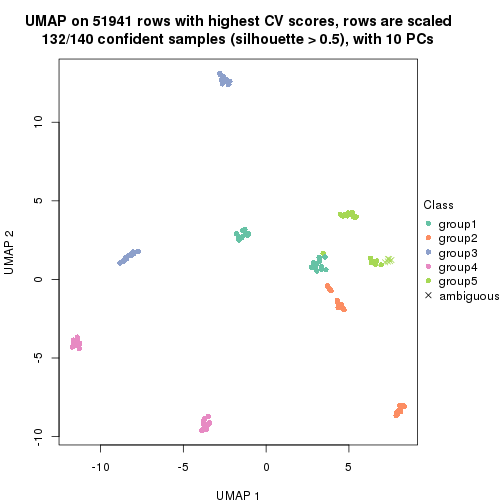 UMAP on 51941 rows with highest CV scores, rows are scaled
132/140 confident samples (silhouette > 0.5), with 10 PCs
10
5
0
-5
-10
UMAP 2
-10
-5
0
5
UMAP 1
Class
group1
group2
group3
group4
group5
ambiguous